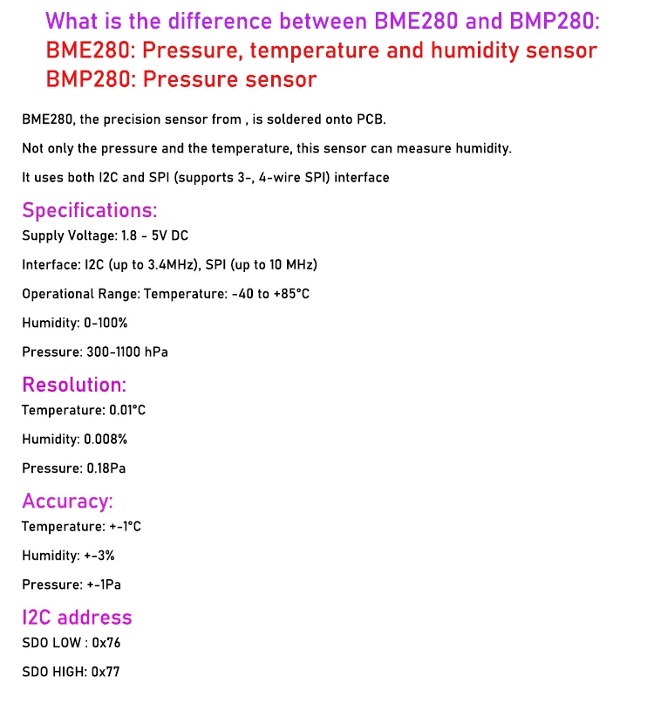 What is the difference between BME280 and BMP280:
BME280: Pressure, temperature and humidity sensor
BMP280: Pressure sensor
BME280, the precision sensor from , is soldered onto PCB.
Not only the pressure and the temperature, this sensor can measure humidity.
It uses both I2C and SPI (supports 3-, 4-wire SPI) interface
Specifications:
Supply Voltage: 1.8 - 5V DC
Interface: I2C (up to 3.4MHz), SPI (up to 10 MHz)
Operational Range: Temperature: -40 to +85°C
Humidity: 0-100%
Pressure: 300-1100 hPa
Resolution:
Temperature: 0.01°C
Humidity: 0.008%
Pressure: 0.18Pa
Accuracy:
Temperature: +-1°C
Humidity: +-3%
Pressure: +-1Pa
I2C address
SDO LOW : 0x76
SDO HIGH: 0x77